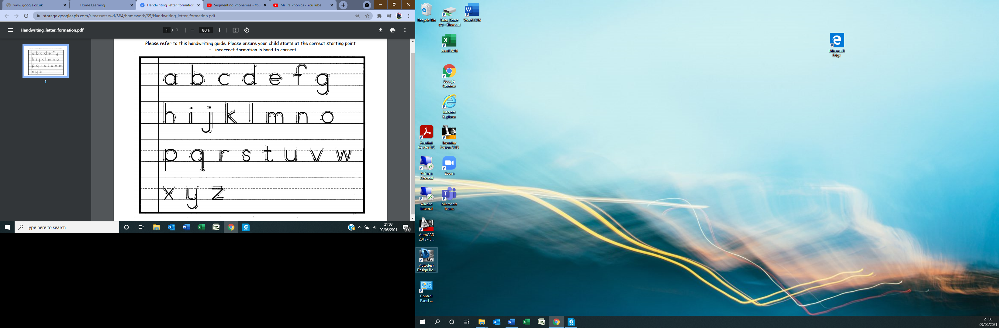 www.google.co.uk
Home Learning
Handwriting_letter_formation
Segmenting Phonemes - You
Mr T's Phonics - YouTube
storage.googleapis.com/siteassetsswd/384/homework/65/Handwriting_letter_formation.pdf
Handwriting_letter_formation.pdf
1 / 1
80%
1
Please refer to this handwriting guide. Please ensure your child starts at the correct starting point
- incorrect formation is hard to correct.
a b c d e f g
h i j k l m n o
p q r s t u v w
x y z
Type here to search
21:08
09/06/2021
22
Recycle Bin
Data_Share
(X) - Shortcut
Word 2016
Excel 2016
Google
Chrome
Internet
Explorer
Acrobat
Reader DC
Inventor
Fusion 2013
Adman
External
Zoom
Adman
Internal
Microsoft
Teams
AutoCAD
2013 - E...
REV
Autodesk
Design Re...
Control
Panel ...
Microsoft
Edge
21:08
09/06/2021